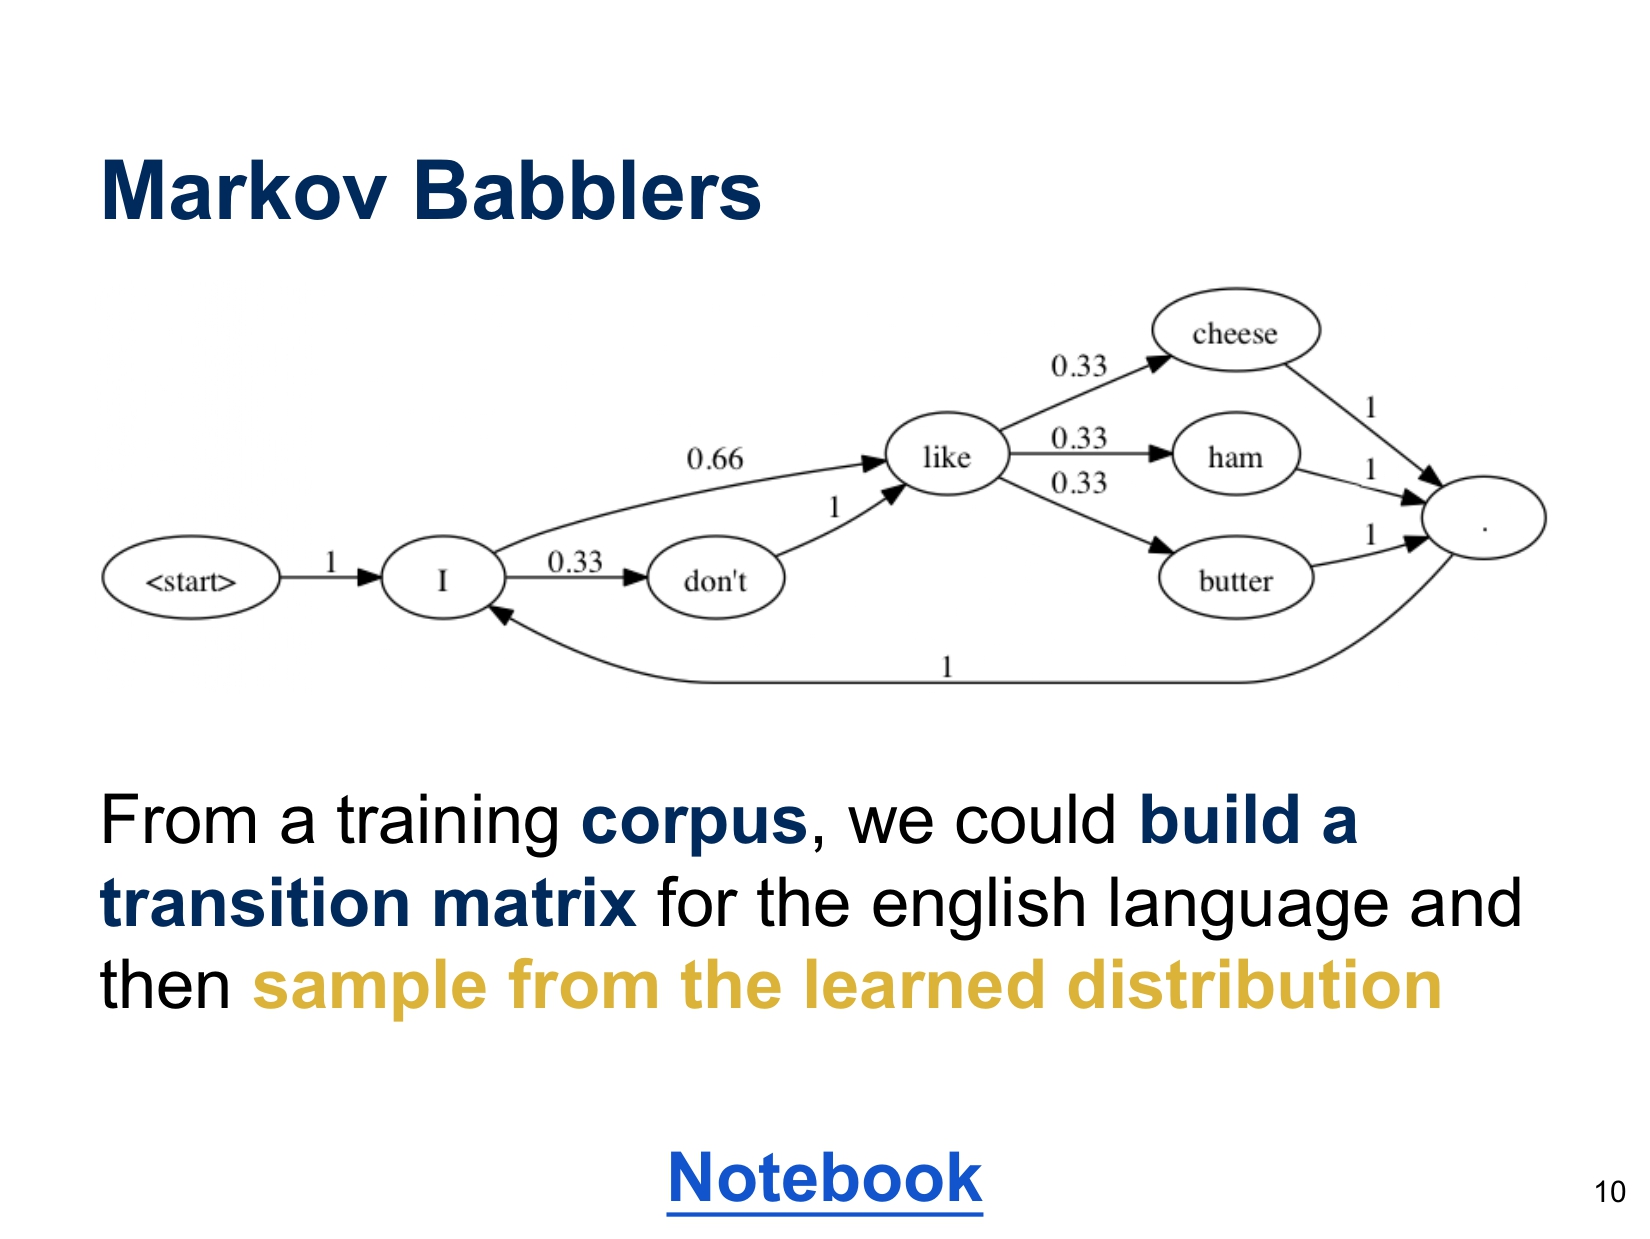 Markov Babblers
cheese
0.33
1
0.66
like
0.33
ham
1
0.33
1
.
1
<start>
1
I
0.33
don't
butter
1
From a training corpus, we could build a
transition matrix for the english language and
then sample from the learned distribution
Notebook
10